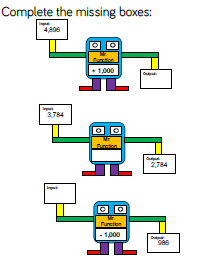 Complete the missing boxes:
Input:
4,896
Mr.
Function
+ 1,000
Output:
Input:
3,784
Mr.
Function
Output:
2,784
Input:
Mr.
Function
- 1,000
Output:
986